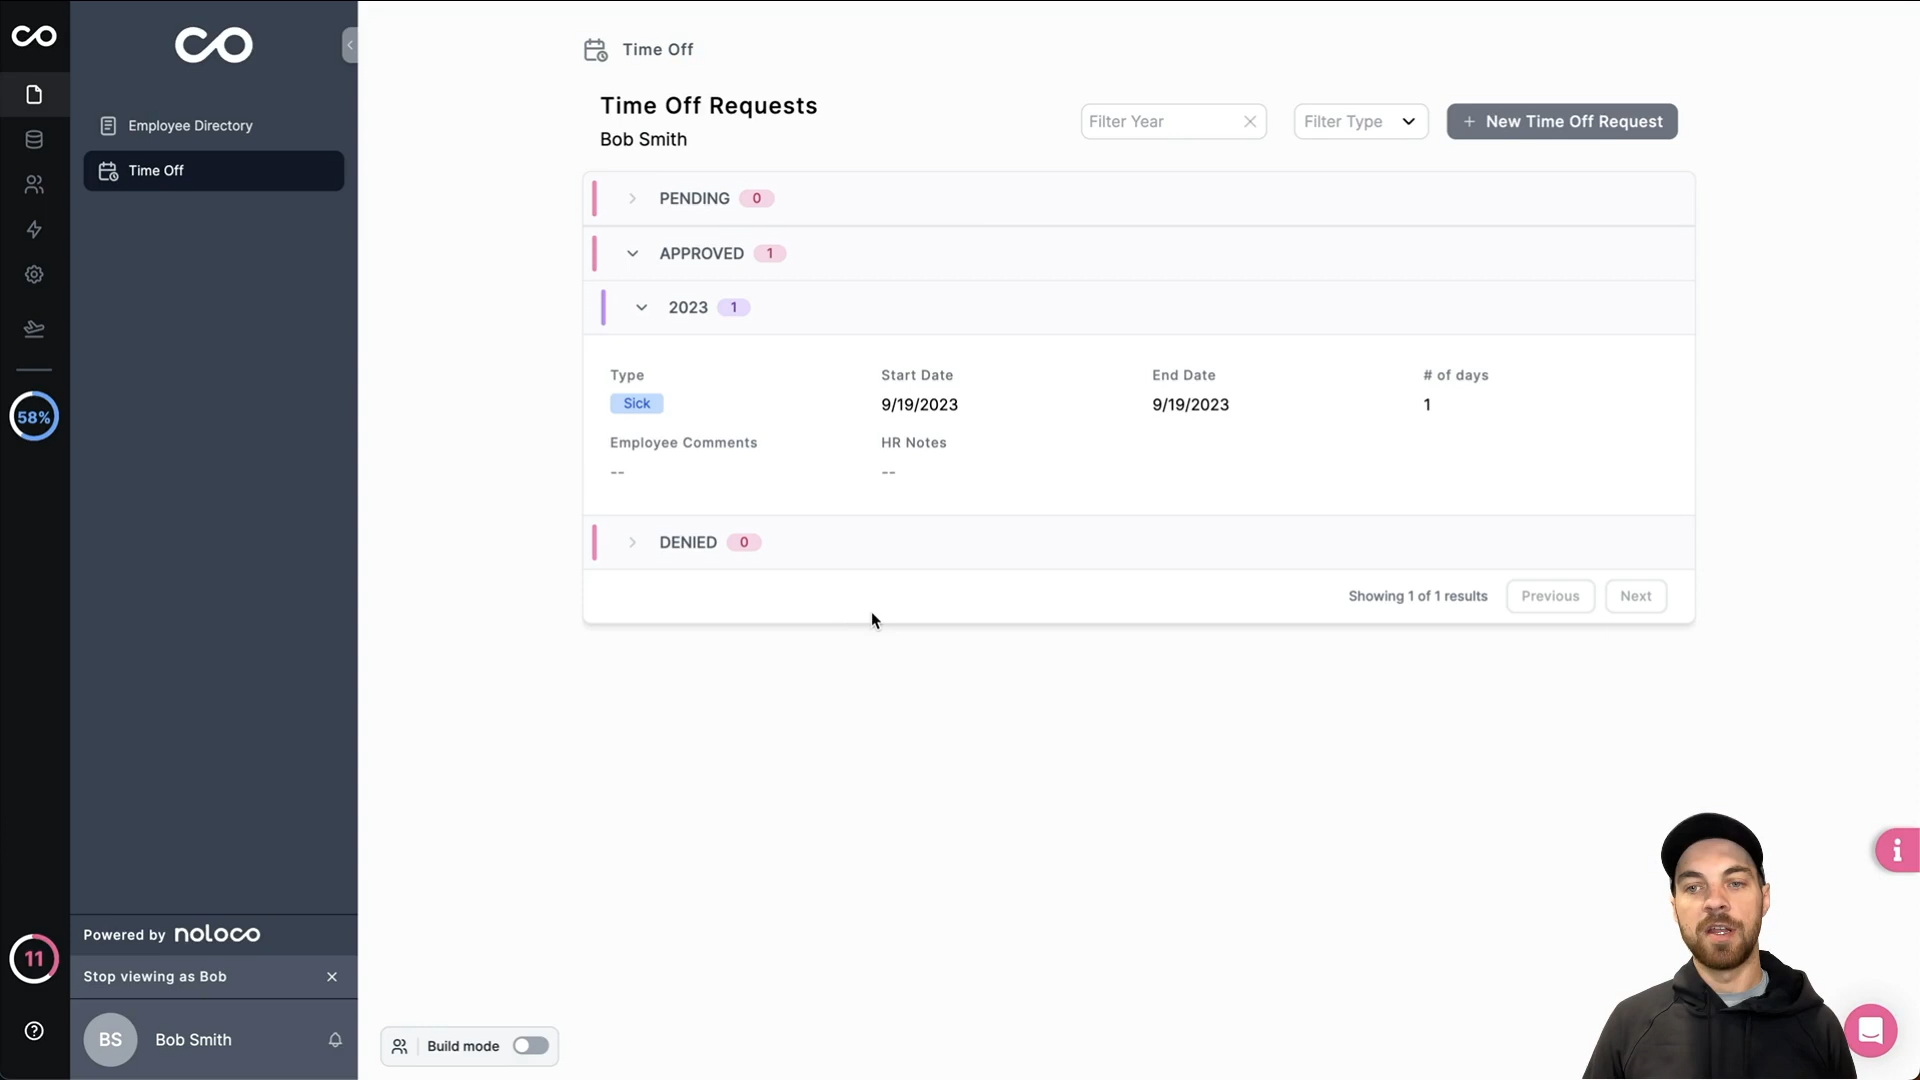 Employee Directory
Time Off
58%
11
Powered by noloco
Stop viewing as Bob
BS
Bob Smith
Time Off
Time Off Requests
Bob Smith
Filter Year
Filter Type
+ New Time Off Request
PENDING 0
APPROVED 1
2023 1
Type Start Date End Date # of days
Sick 9/19/2023 9/19/2023 1
Employee Comments HR Notes
-- --
DENIED 0
Showing 1 of 1 results Previous Next
Build mode